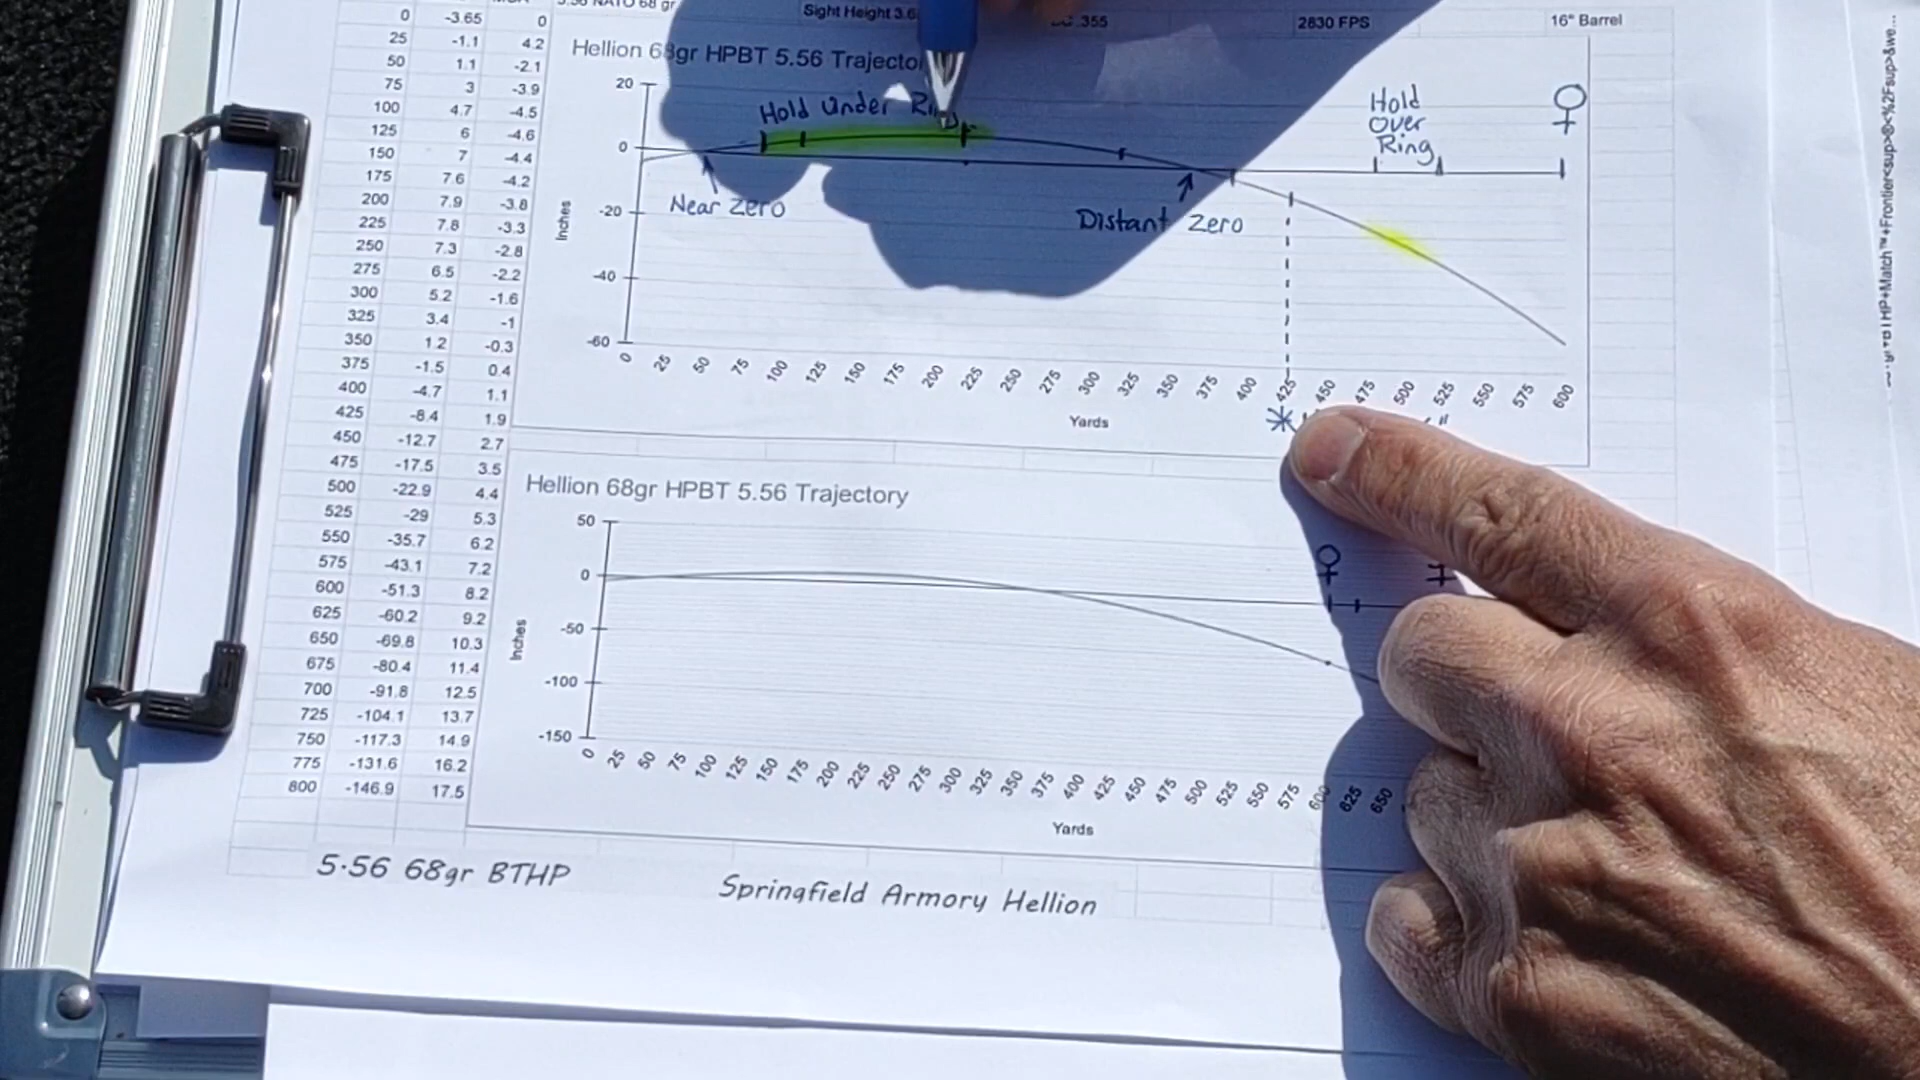 5.56 NATO 68 gr Sight Height 3.6 .355 2830 FPS 16" Barrel
0 -3.65 0
25 -1.1 4.2
50 1.1 -2.1
75 3 -3.9
100 4.7 -4.5
125 6 -4.6
150 7 -4.4
175 7.6 -4.2
200 7.9 -3.8
225 7.8 -3.3
250 7.3 -2.8
275 6.5 -2.2
300 5.2 -1.6
325 3.4 -1
350 1.2 -0.3
375 -1.5 0.4
400 -4.7 1.1
425 -8.4 1.9
450 -12.7 2.7
475 -17.5 3.5
500 -22.9 4.4
525 -29 5.3
550 -35.7 6.2
575 -43.1 7.2
600 -51.3 8.2
625 -60.2 9.2
650 -69.8 10.3
675 -80.4 11.4
700 -91.8 12.5
725 -104.1 13.7
750 -117.3 14.9
775 -131.6 16.2
800 -146.9 17.5
Hellion 68gr HPBT 5.56
Hold Under Ring
Hold
Over
Ring
Near Zero
Distant Zero
20
0
-20
-40
-60
Inches
0 25 50 75 100 125 150 175 200 225 250 275 300 325 350 375 400 425 450 475 500 525 550 575 600
Yards
Hellion 68gr HPBT 5.56 Trajectory
50
0
-50
-100
-150
Inches
0 25 50 75 100 125 150 175 200 225 250 275 300 325 350 375 400 425 450 475 500 525 550 575 600 625 650
Yards
5.56 68gr BTHP
Springfield Armory Hellion